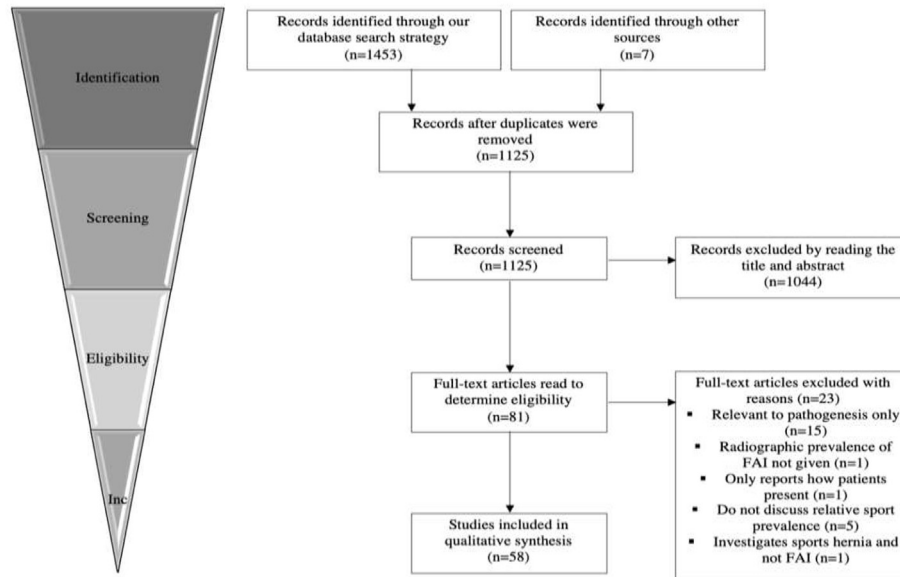 Identification
Screening
Eligibility
Inc
Records identified through our
database search strategy
(n=1453)
Records identified through other
sources
(n=7)
Records after duplicates were
removed
(n=1125)
Records screened
(n=1125)
Records excluded by reading the
title and abstract
(n=1044)
Full-text articles read to
determine eligibility
(n=81)
Full-text articles excluded with
reasons (n=23)
▪ Relevant to pathogenesis only
(n=15)
▪ Radiographic prevalence of
FAI not given (n=1)
▪ Only reports how patients
present (n=1)
▪ Do not discuss relative sport
prevalence (n=5)
▪ Investigates sports hernia and
not FAI (n=1)
Studies included in
qualitative synthesis
(n=58)